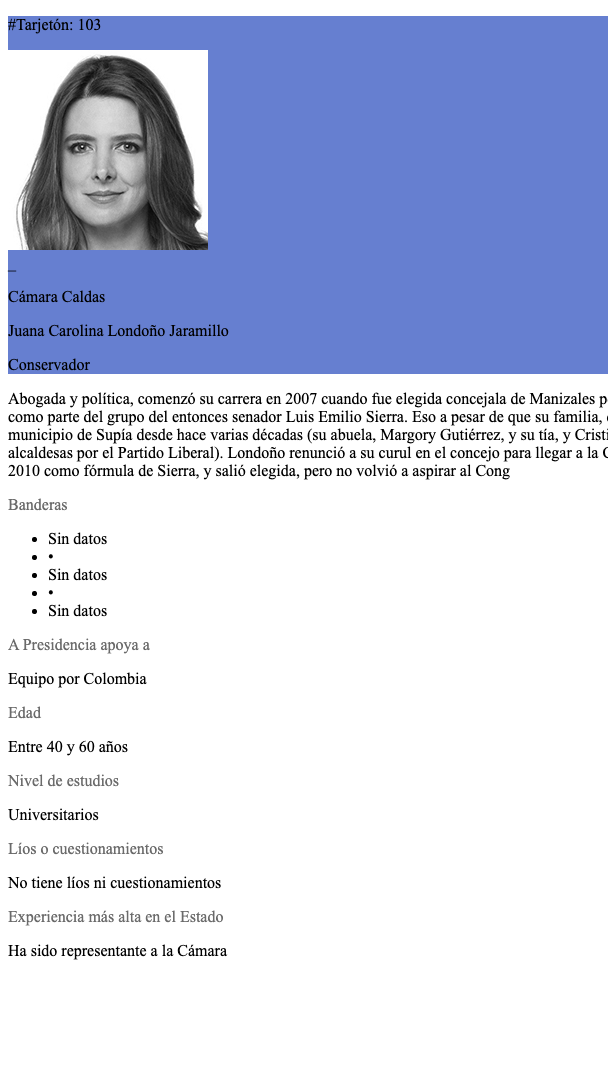 #Tarjetón: 103
_
Cámara Caldas
Juana Carolina Londoño Jaramillo
Conservador
Abogada y política, comenzó su carrera en 2007 cuando fue elegida concejala de Manizales
como parte del grupo del entonces senador Luis Emilio Sierra. Eso a pesar de que su familia,
municipio de Supía desde hace varias décadas (su abuela, Margory Gutiérrez, y su tía, y
alcaldesas por el Partido Liberal). Londoño renunció a su curul en el concejo para llegar a la
2010 como fórmula de Sierra, y salió elegida, pero no volvió a aspirar al Cong
Banderas
• Sin datos
• •
• Sin datos
• •
• Sin datos
A Presidencia apoya a
Equipo por Colombia
Edad
Entre 40 y 60 años
Nivel de estudios
Universitarios
Líos o cuestionamientos
No tiene líos ni cuestionamientos
Experiencia más alta en el Estado
Ha sido representante a la Cámara